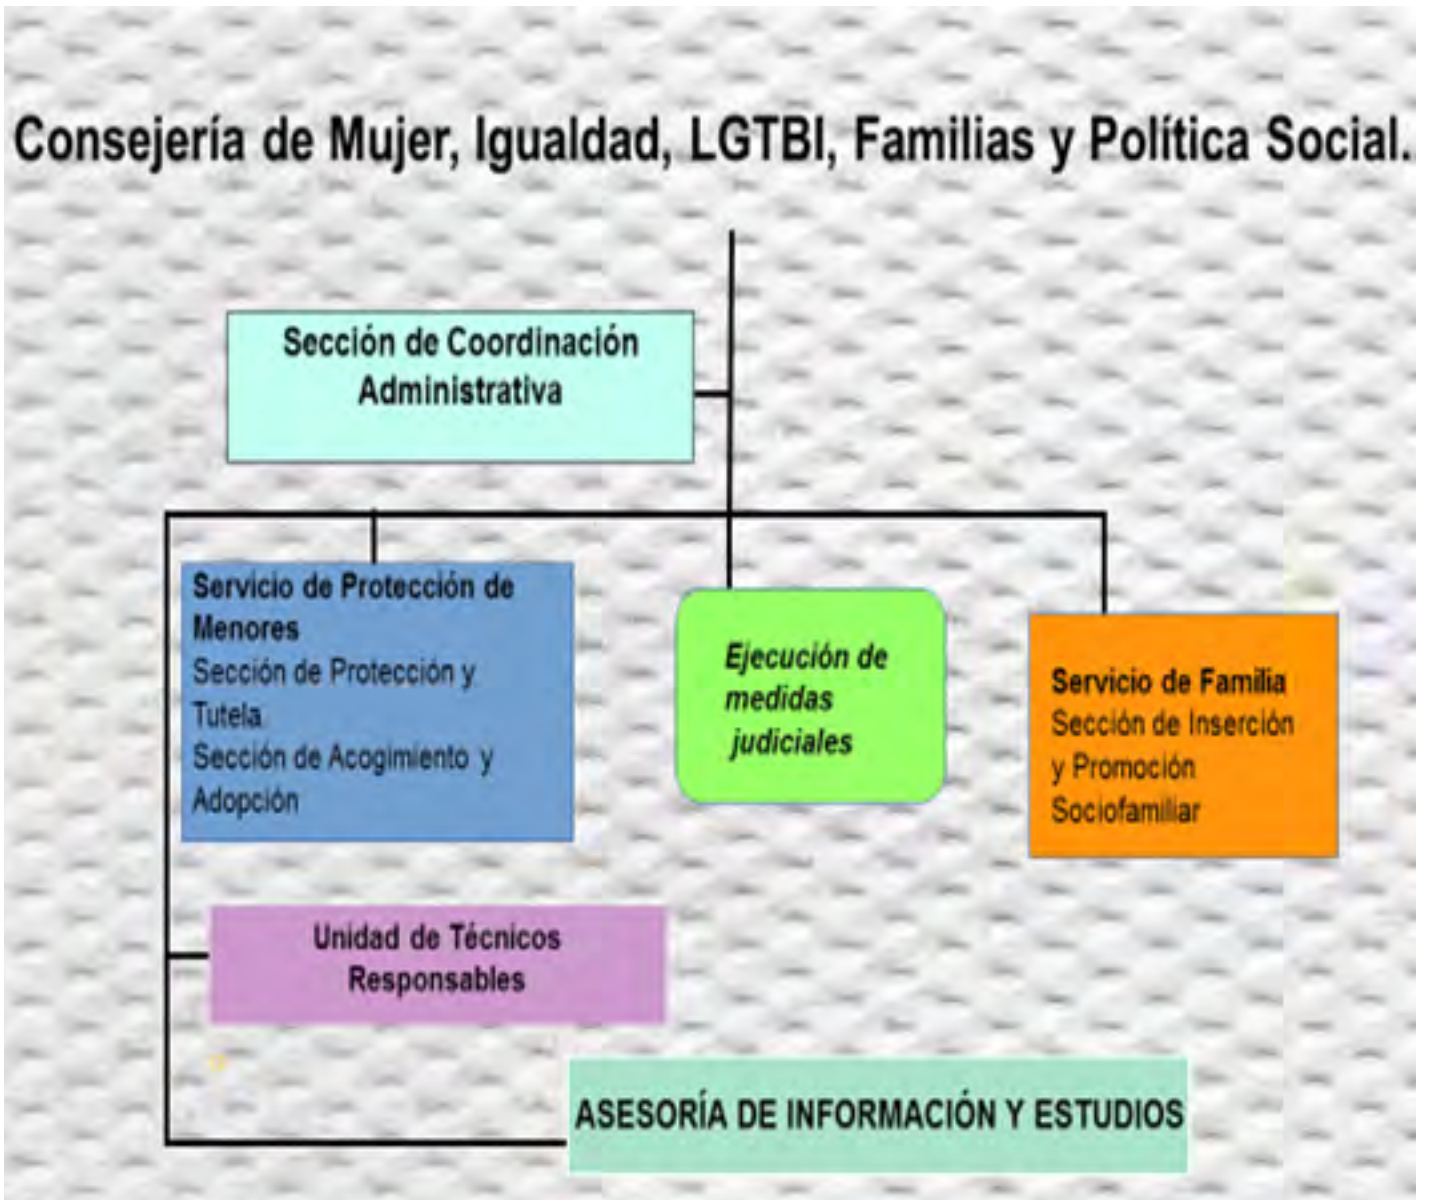 Consejería de Mujer, Igualdad, LGTBI, Familias y Política Social.
Sección de Coordinación
Administrativa
Servicio de Protección de
Menores
Sección de Protección y
Tutela
Sección de Acogimiento y
Adopción
Ejecución de
medidas
judiciales
Servicio de Familia
Sección de Inserción
y Promoción
Sociofamiliar
Unidad de Técnicos
Responsables
ASESORÍA DE INFORMACIÓN Y ESTUDIOS